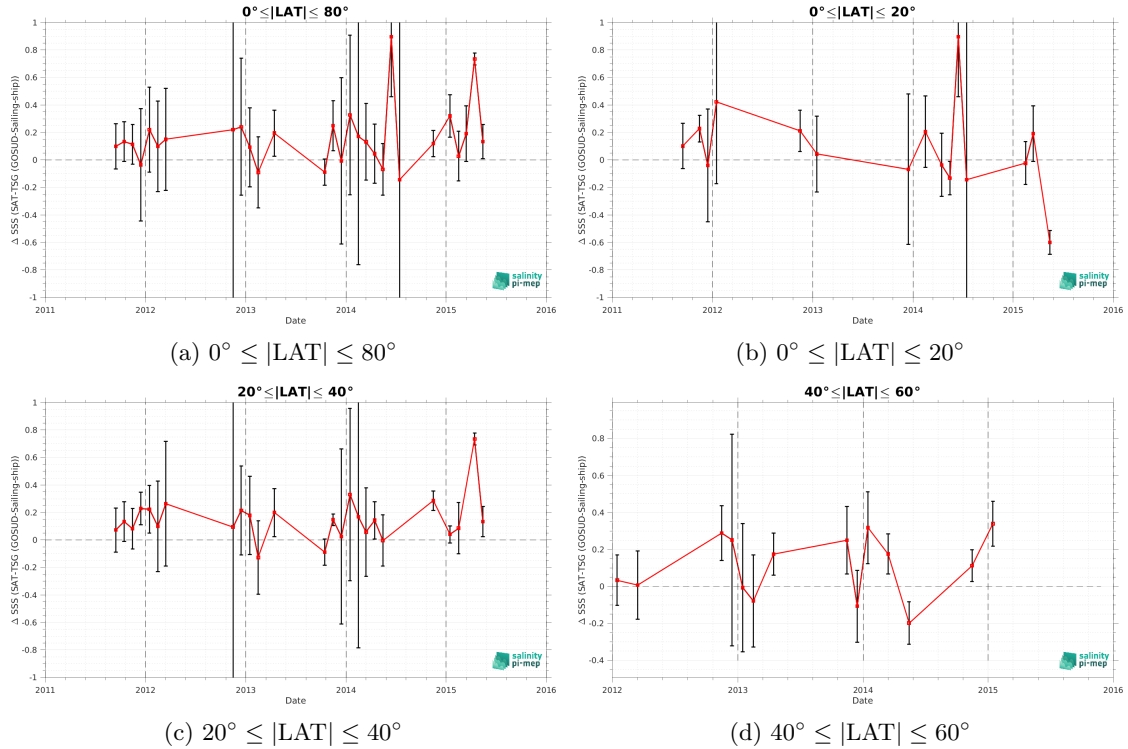 0°≤|LAT|≤ 80°
Δ SSS (SAT-TSG (GOSUD-Sailing-ship))
1
0.8
0.6
0.4
0.2
0
-0.2
-0.4
-0.6
-0.8
-1
2011 2012 2013 2014 2015 2016
Date
salinity
pi-mep
(a) 0° ≤ |LAT| ≤ 80°
0°≤|LAT|≤ 20°
Δ SSS (SAT-TSG (GOSUD-Sailing-ship))
1
0.8
0.6
0.4
0.2
0
-0.2
-0.4
-0.6
-0.8
-1
2011 2012 2013 2014 2015 2016
Date
salinity
pi-mep
(b) 0° ≤ |LAT| ≤ 20°
20°≤|LAT|≤ 40°
Δ SSS (SAT-TSG (GOSUD-Sailing-ship))
1
0.8
0.6
0.4
0.2
0
-0.2
-0.4
-0.6
-0.8
-1
2011 2012 2013 2014 2015 2016
Date
salinity
pi-mep
(c) 20° ≤ |LAT| ≤ 40°
40°≤|LAT|≤ 60°
Δ SSS (SAT-TSG (GOSUD-Sailing-ship))
0.8
0.6
0.4
0.2
0
-0.2
-0.4
2012 2013 2014 2015 2016
Date
salinity
pi-mep
(d) 40° ≤ |LAT| ≤ 60°